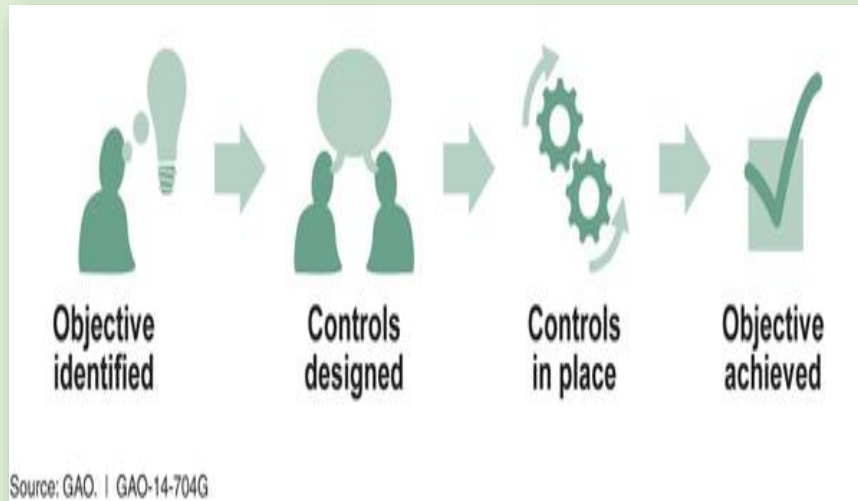 Objective
identified
Controls
designed
Controls
in place
Objective
achieved
Source: GAO. | GAO-14-704G